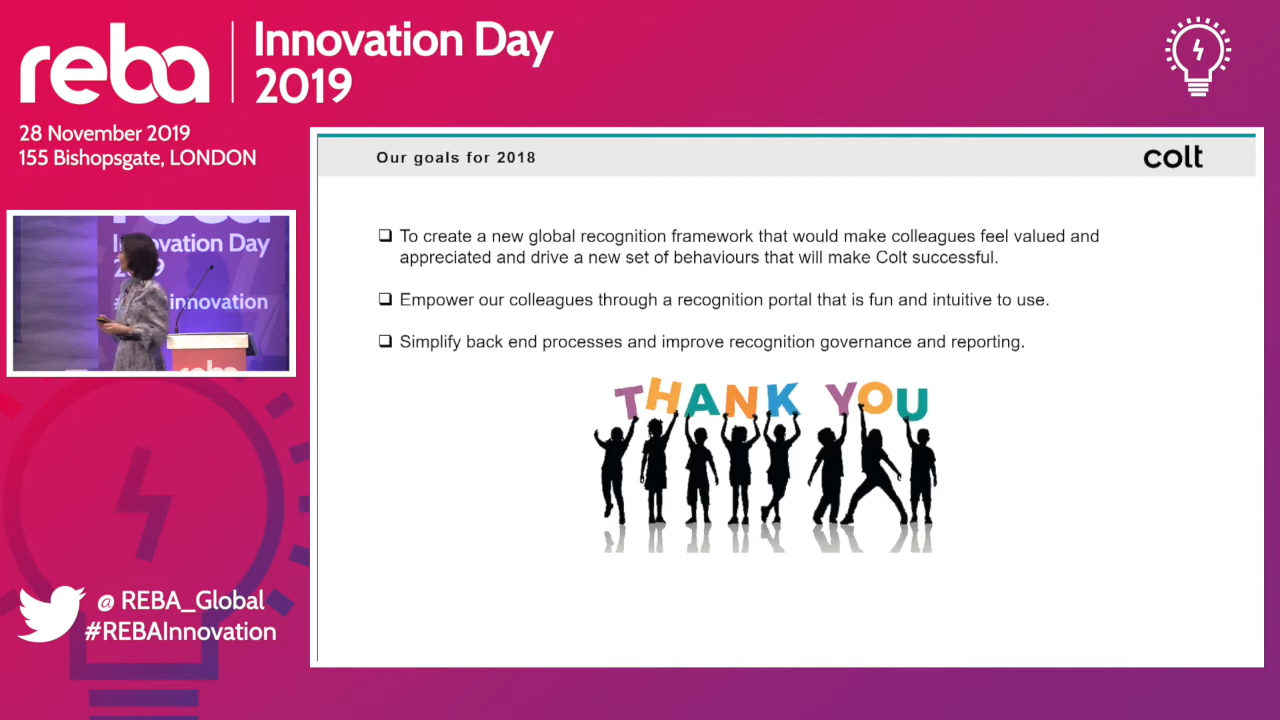 reba
Innovation Day
2019
28 November 2019
155 Bishopsgate, LONDON
Our goals for 2018
colt
To create a new global recognition framework that would make colleagues feel valued and
appreciated and drive a new set of behaviours that will make Colt successful.
Empower our colleagues through a recognition portal that is fun and intuitive to use.
Simplify back end processes and improve recognition governance and reporting.
THANK YOU
Innovation Day
innovation
reba
@ REBA_Global
#REBAInnovation